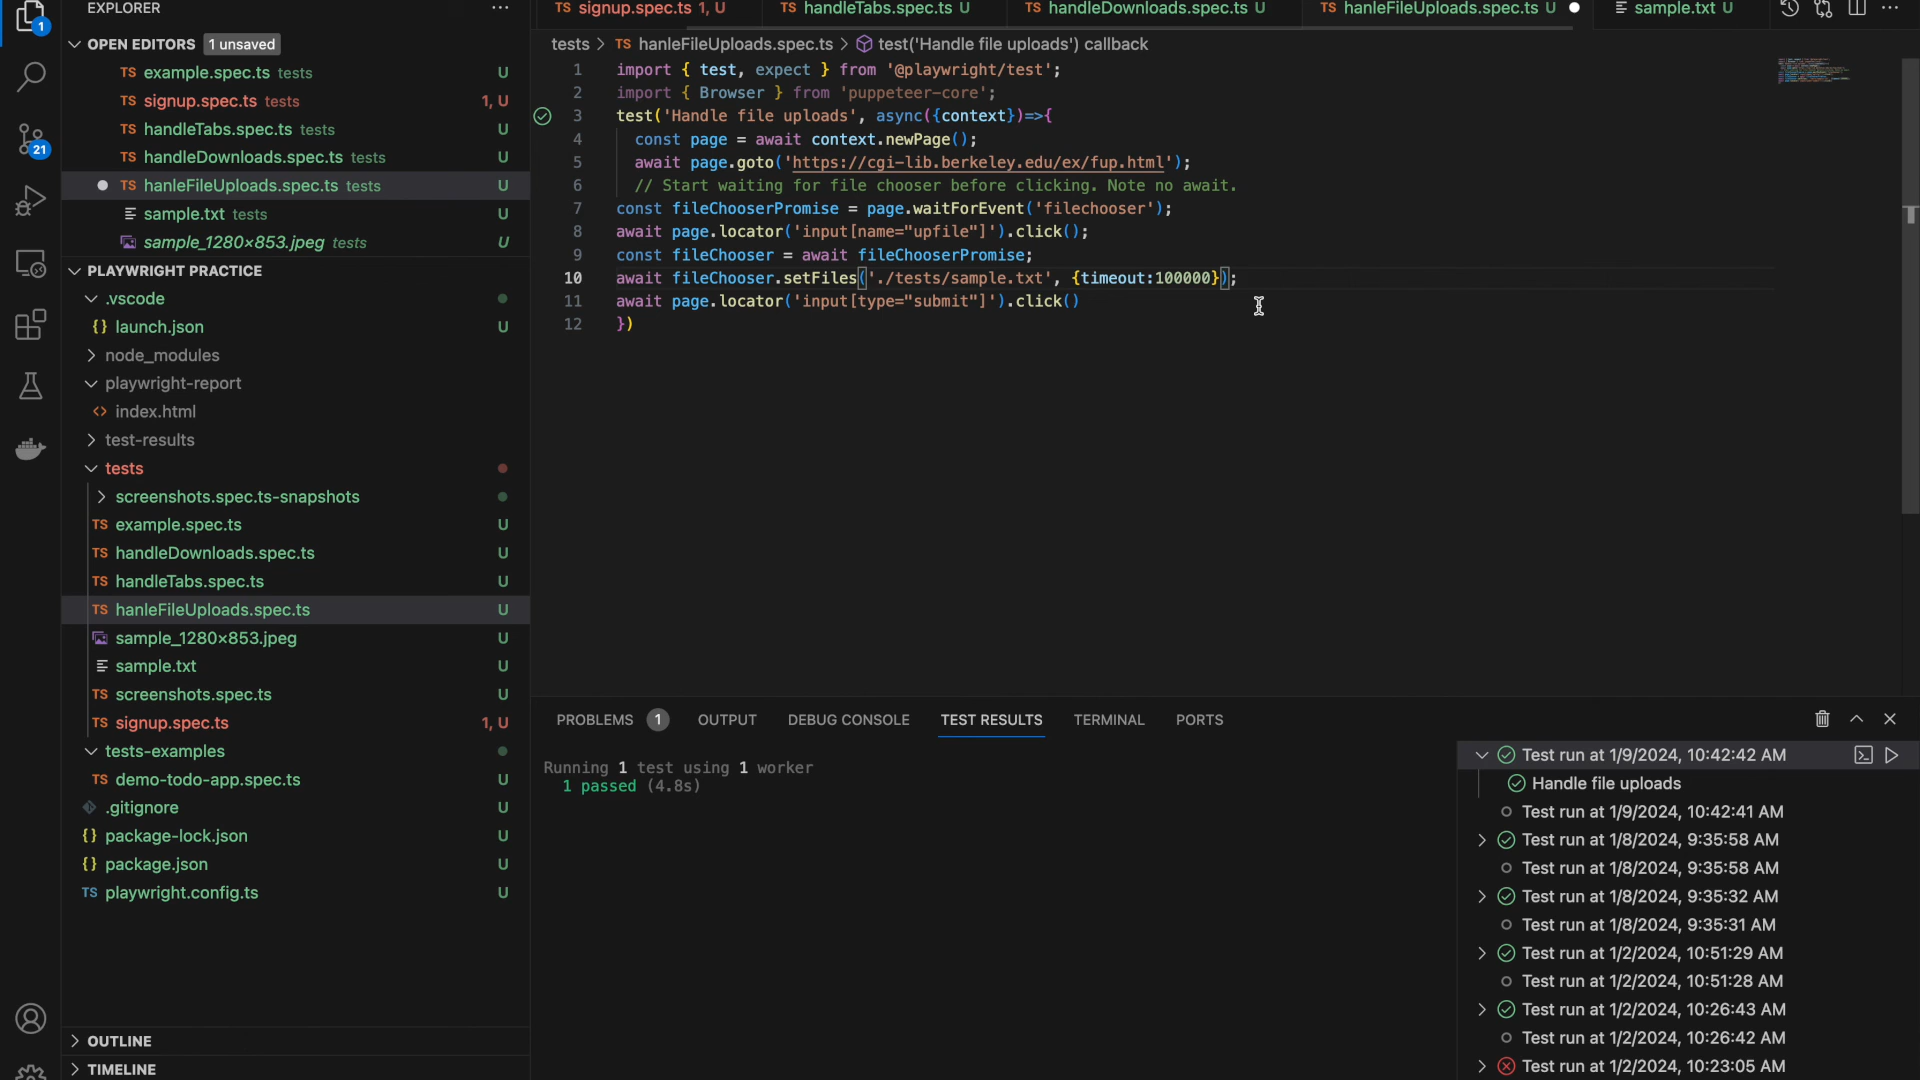 EXPLORER
OPEN EDITORS 1 unsaved
TS example.spec.ts tests U
TS signup.spec.ts tests 1, U
TS handleTabs.spec.ts tests U
TS handleDownloads.spec.ts tests U
TS hanleFileUploads.spec.ts tests U
sample.txt tests U
sample_1280×853.jpeg tests U
PLAYWRIGHT PRACTICE
.vscode
{} launch.json U
node_modules
playwright-report
<> index.html
test-results
tests
screenshots.spec.ts-snapshots
TS example.spec.ts U
TS handleDownloads.spec.ts U
TS handleTabs.spec.ts U
TS hanleFileUploads.spec.ts U
sample_1280×853.jpeg U
sample.txt U
TS screenshots.spec.ts U
TS signup.spec.ts 1, U
tests-examples
TS demo-todo-app.spec.ts U
.gitignore U
{} package-lock.json U
{} package.json U
TS playwright.config.ts U
OUTLINE
TIMELINE
1
21
TS signup.spec.ts 1, U TS handleTabs.spec.ts U TS handleDownloads.spec.ts U TS hanleFileUploads.spec.ts U sample.txt U
tests > TS hanleFileUploads.spec.ts > test('Handle file uploads') callback
1 import { test, expect } from '@playwright/test';
2 import { Browser } from 'puppeteer-core';
3 test('Handle file uploads', async({context})=>{
4 const page = await context.newPage();
5 await page.goto('https://cgi-lib.berkeley.edu/ex/fup.html');
6 // Start waiting for file chooser before clicking. Note no await.
7 const fileChooserPromise = page.waitForEvent('filechooser');
8 await page.locator('input[name="upfile"]').click();
9 const fileChooser = await fileChooserPromise;
10 await fileChooser.setFiles('./tests/sample.txt', {timeout:100000});
11 await page.locator('input[type="submit"]').click()
12 })
PROBLEMS 1 OUTPUT DEBUG CONSOLE TEST RESULTS TERMINAL PORTS
Running 1 test using 1 worker
1 passed (4.8s)
Test run at 1/9/2024, 10:42:42 AM
Handle file uploads
Test run at 1/9/2024, 10:42:41 AM
Test run at 1/8/2024, 9:35:58 AM
Test run at 1/8/2024, 9:35:58 AM
Test run at 1/8/2024, 9:35:32 AM
Test run at 1/8/2024, 9:35:31 AM
Test run at 1/2/2024, 10:51:29 AM
Test run at 1/2/2024, 10:51:28 AM
Test run at 1/2/2024, 10:26:43 AM
Test run at 1/2/2024, 10:26:42 AM
Test run at 1/2/2024, 10:23:05 AM